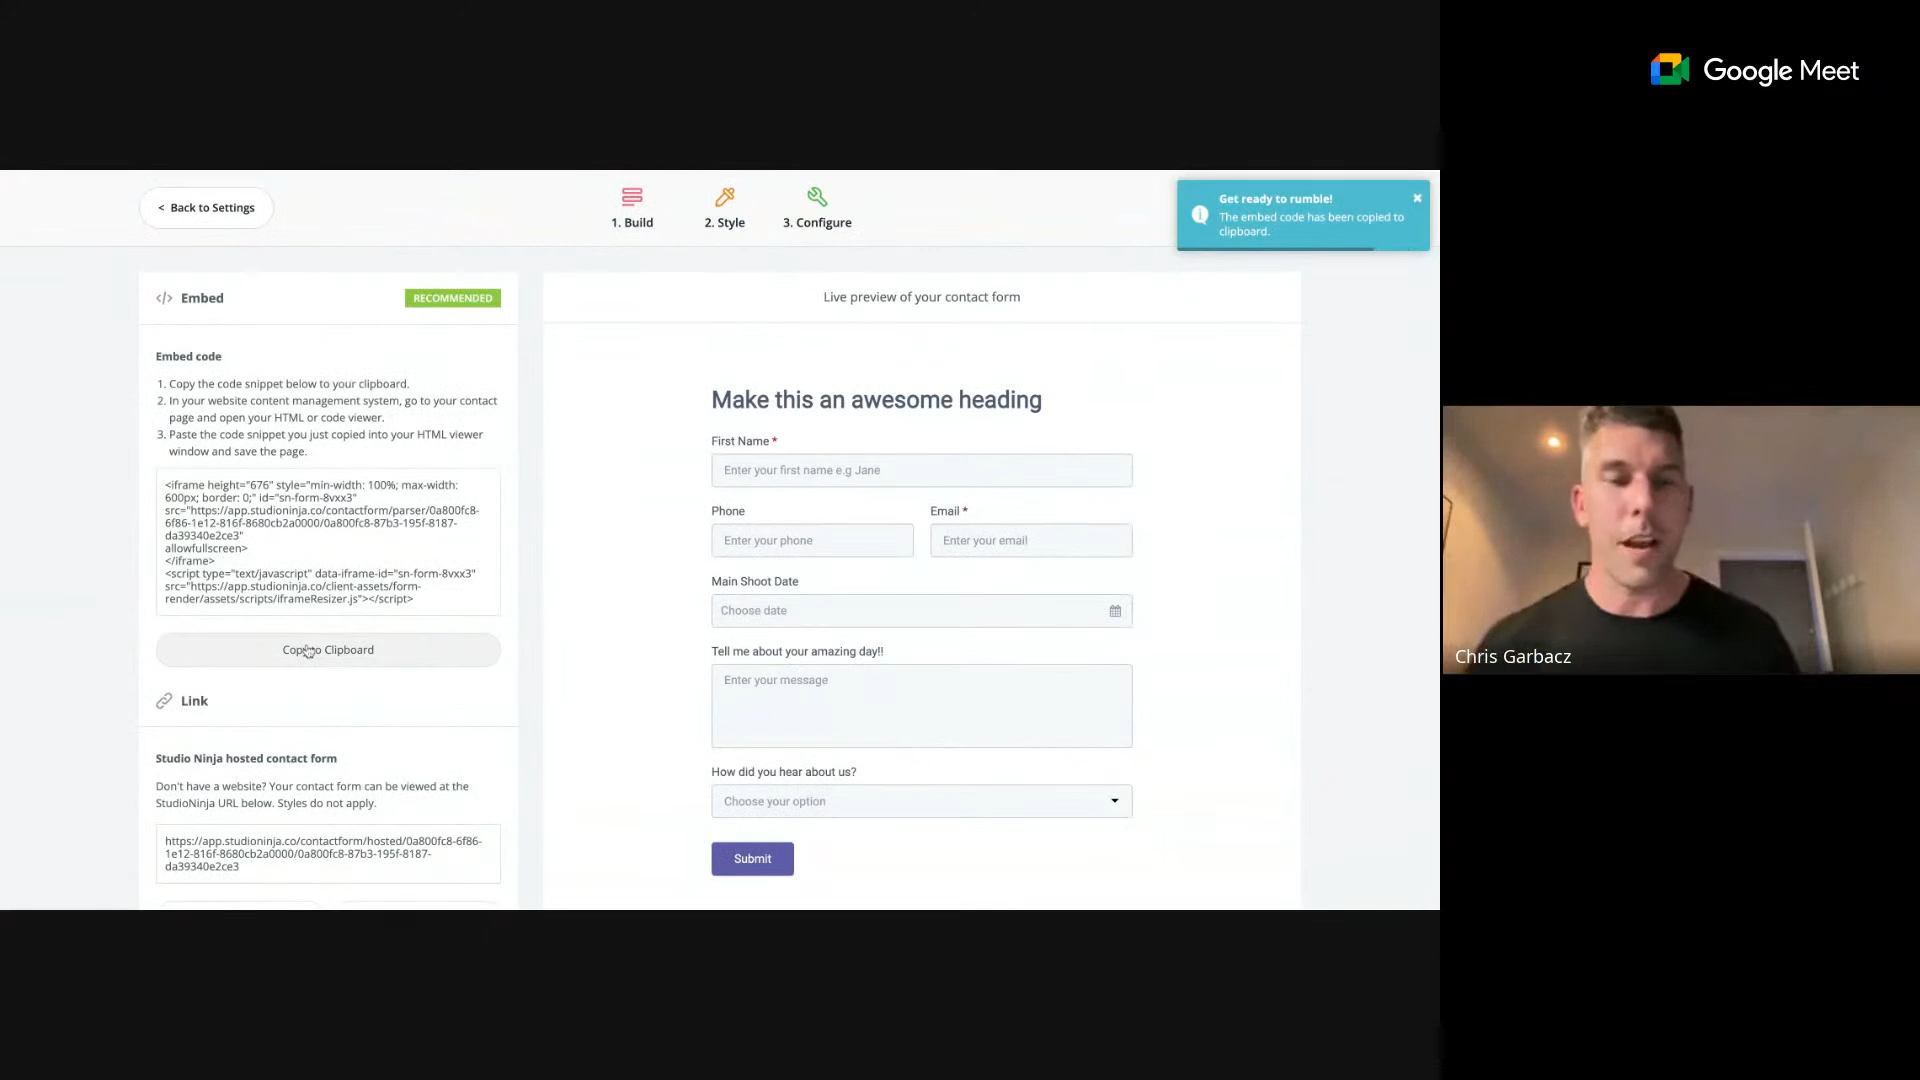 Google Meet
< Back to Settings
1. Build
2. Style
3. Configure
Get ready to rumble!
The embed code has been copied to
clipboard.
Embed
RECOMMENDED
Embed code
1. Copy the code snippet below to your clipboard.
2. In your website content management system, go to your contact
page and open your HTML or code viewer.
3. Paste the code snippet you just copied into your HTML viewer
window and save the page.
<iframe height="676" style="min-width: 100%; max-width:
600px; border: 0;" id="sn-form-8vxx3"
src="https://app.studioninja.co/contactform/parser/0a800fc8-
6f86-1e12-816f-8680cb2a0000/0a800fc8-87b3-195f-8187-
da39340e2ce3"
allowfullscreen>
</iframe>
<script type="text/javascript" data-iframe-id="sn-form-8vxx3"
src="https://app.studioninja.co/client-assets/form-
render/assets/scripts/iframeResizer.js"></script>
Copy to Clipboard
Link
Studio Ninja hosted contact form
Don't have a website? Your contact form can be viewed at the
StudioNinja URL below. Styles do not apply.
https://app.studioninja.co/contactform/hosted/0a800fc8-6f86-
1e12-816f-8680cb2a0000/0a800fc8-87b3-195f-8187-
da39340e2ce3
Live preview of your contact form
Make this an awesome heading
First Name *
Enter your first name e.g Jane
Phone
Email *
Enter your phone
Enter your email
Main Shoot Date
Choose date
Tell me about your amazing day!!
Enter your message
How did you hear about us?
Choose your option
Submit
Chris Garbacz